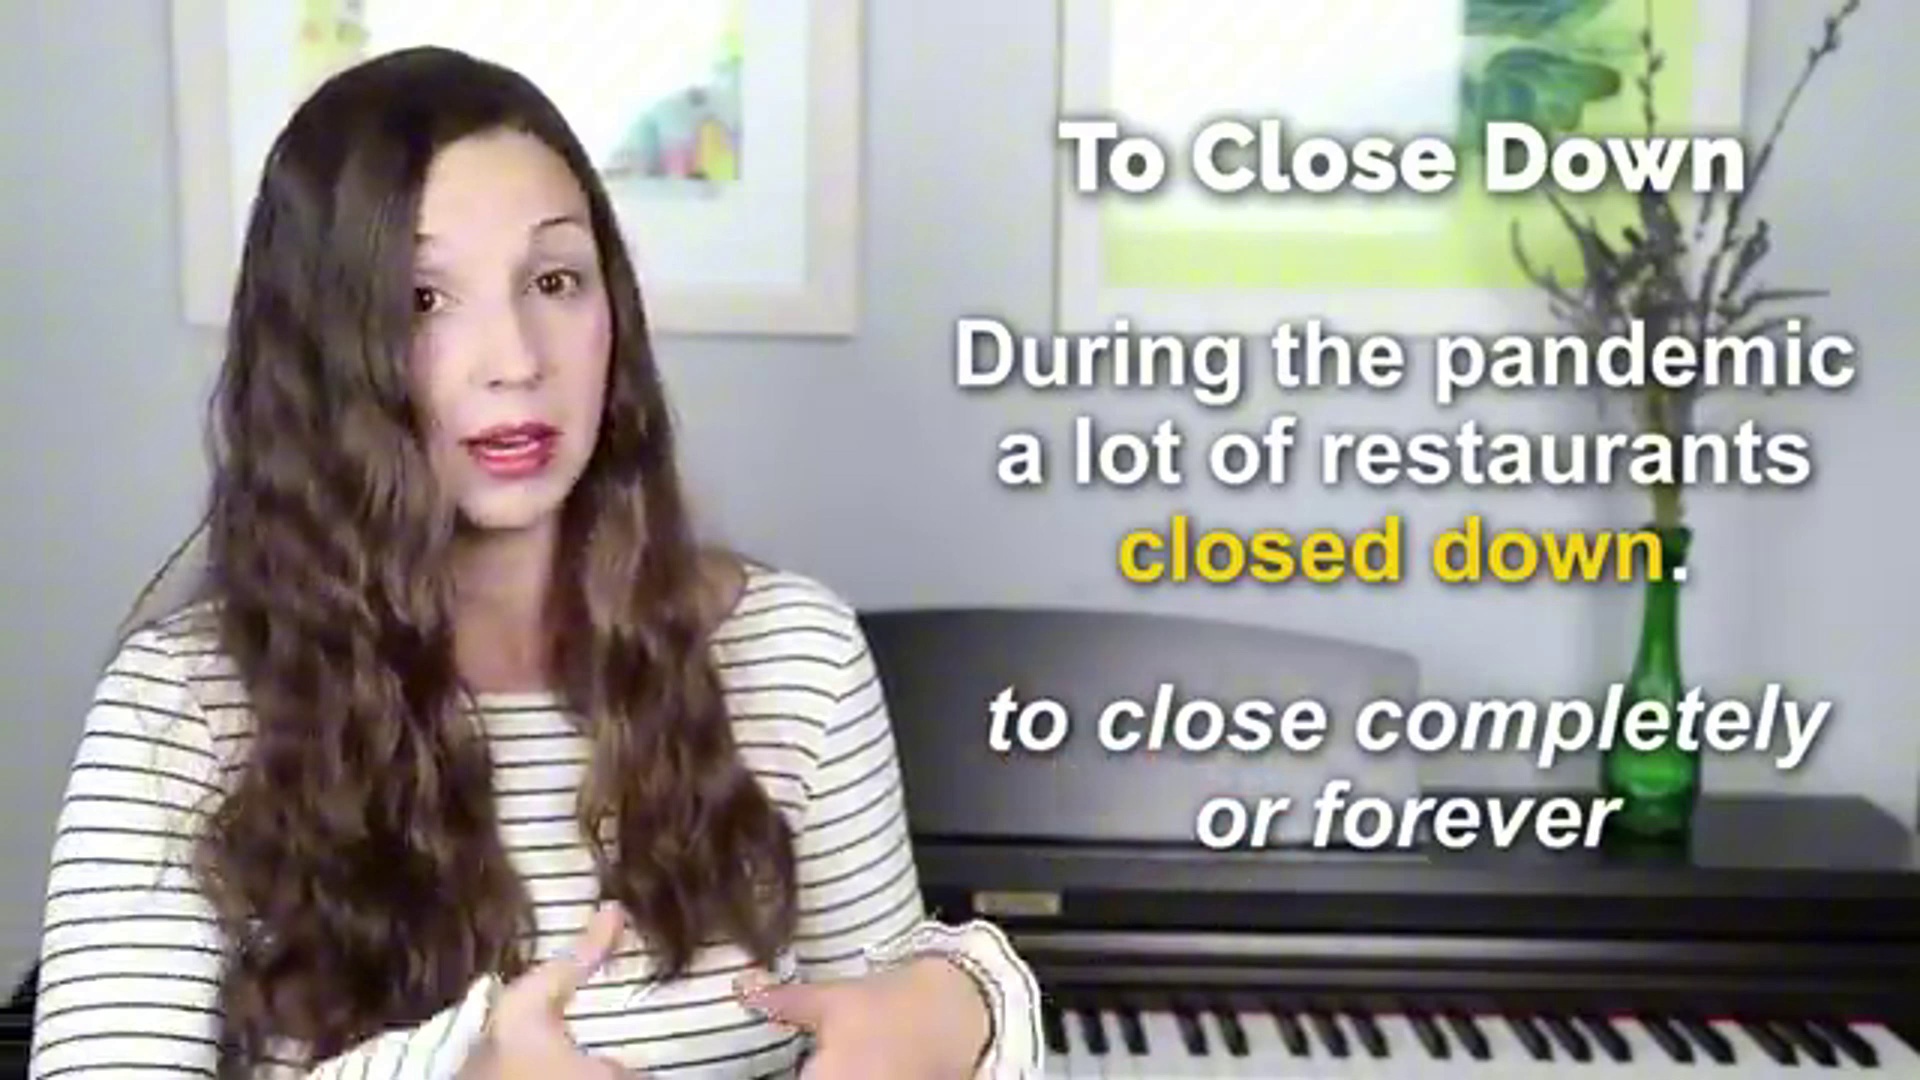 To Close Down
During the pandemic
a lot of restaurants
closed down.
to close completely
or forever